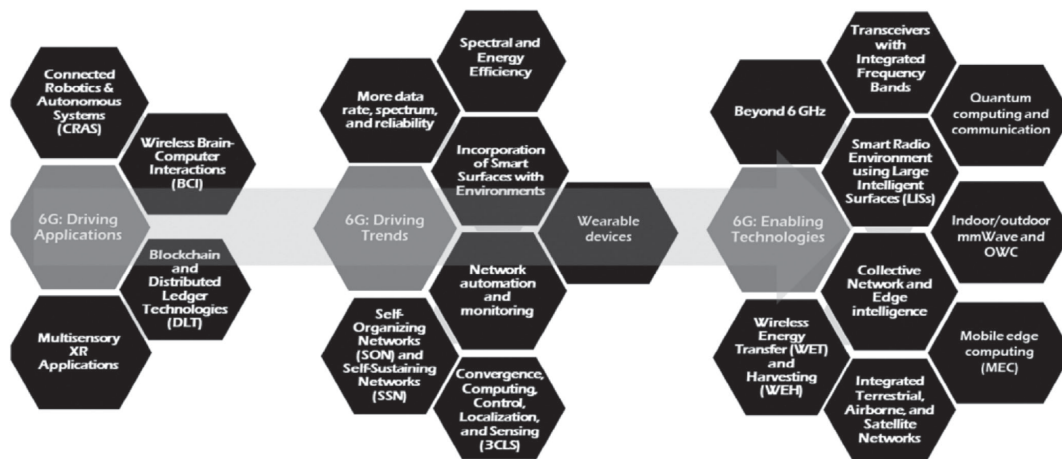 Connected
Robotics &
Autonomous
Systems
(CRAS)
Wireless Brain-
Computer
Interactions
(BCI)
6G: Driving
Applications
Blockchain
and
Distributed
Ledger
Technologies
(DLT)
Multisensory
XR
Applications
Spectral and
Energy
Efficiency
More data
rate, spectrum,
and reliability
Incorporation
of Smart
Surfaces with
Environments
6G: Driving
Trends
Wearable
devices
Network
automation
and
monitoring
Self-
Organizing
Networks
(SON) and
Self-Sustaining
Networks
(SSN)
Convergence,
Computing,
Control,
Localization,
and Sensing
(3CLS)
Transceivers
with
Integrated
Frequency
Bands
Beyond 6 GHz
Quantum
computing and
communication
Smart Radio
Environment
using Large
Intelligent
Surfaces (LISs)
6G: Enabling
Technologies
Indoor/outdoor
mmWave and
OWC
Collective
Network and
Edge
intelligence
Wireless
Energy
Transfer (WET)
and
Harvesting
(WEH)
Mobile edge
computing
(MEC)
Integrated
Terrestrial,
Airborne, and
Satellite
Networks